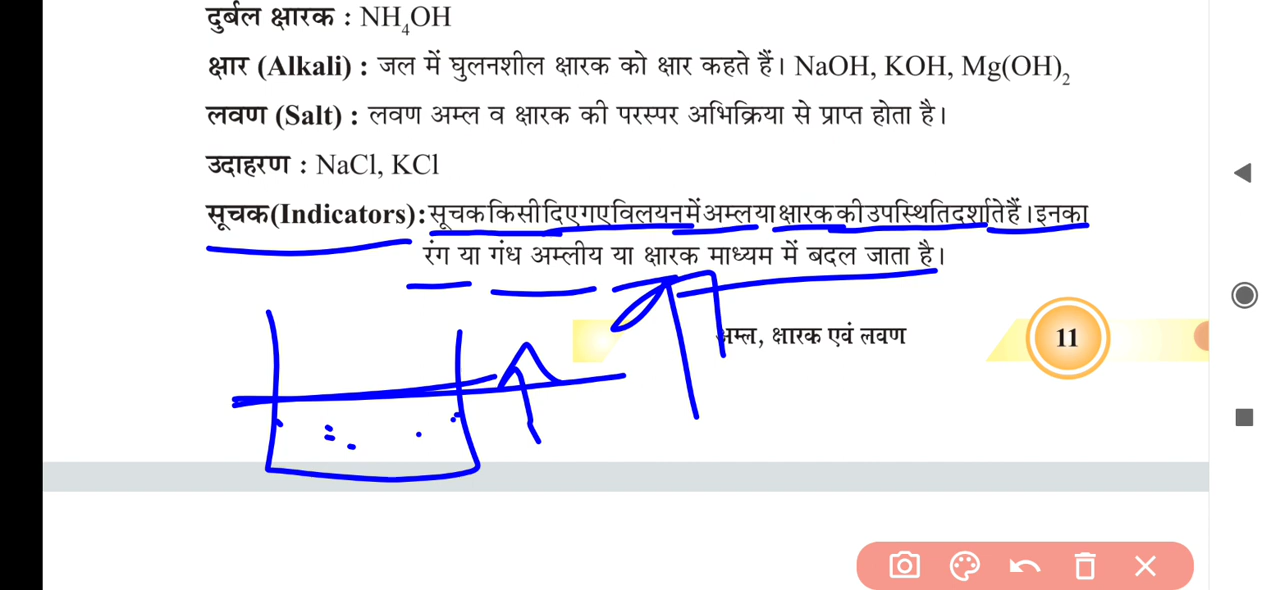 दुर्बल क्षारक : NH₄OH
क्षार (Alkali) : जल में घुलनशील क्षारक को क्षार कहते हैं। NaOH, KOH, Mg(OH)₂
लवण (Salt) : लवण अम्ल व क्षारक की परस्पर अभिक्रिया से प्राप्त होता है।
उदाहरण : NaCl, KCl
सूचक(Indicators): सूचक किसी दिए गए विलयन में अम्ल या क्षारक की उपस्थिति दर्शाते हैं। इनका
रंग या गंध अम्लीय या क्षारक माध्यम में बदल जाता है।
अम्ल, क्षारक एवं लवण
11